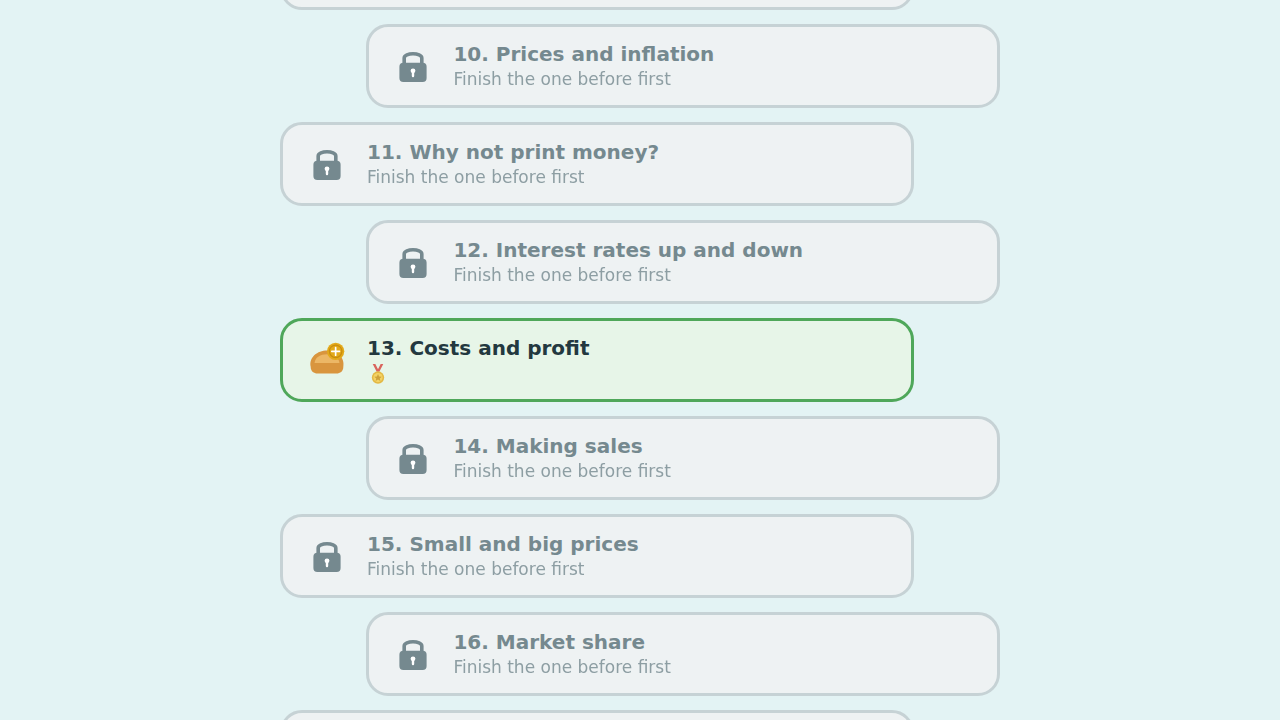 10. Prices and inflation
Finish the one before first
11. Why not print money?
Finish the one before first
12. Interest rates up and down
Finish the one before first
13. Costs and profit
14. Making sales
Finish the one before first
15. Small and big prices
Finish the one before first
16. Market share
Finish the one before first